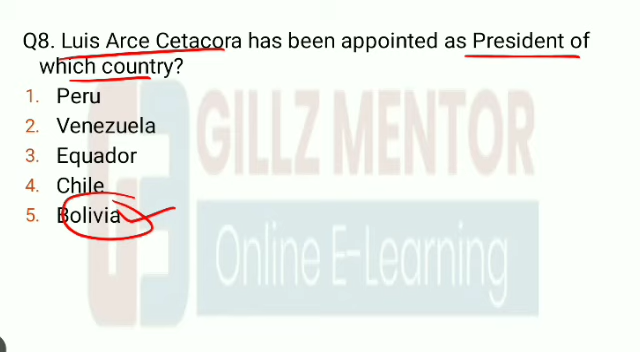 Q8. Luis Arce Cetacora has been appointed as President of
which country?
1. Peru
2. Venezuela
3. Equador
4. Chile
5. Bolivia
GILLZ MENTOR
Online E-Learning